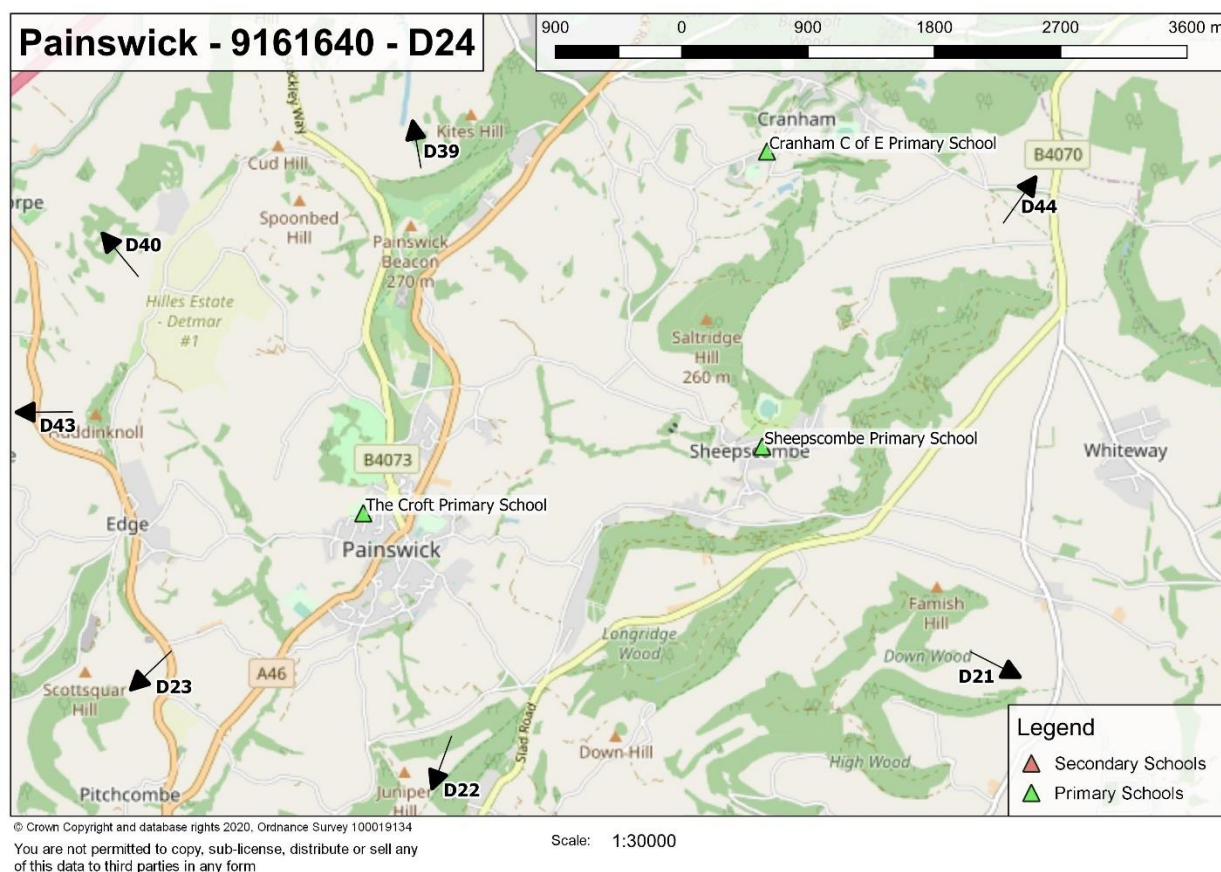 Painswick - 9161640 - D24
900 0 900 1800 2700 3600 m
Cranham
Cranham C of E Primary School
B4070
Kites Hill
D39
Cud Hill
D44
Spoonbed
Hill
D40
Painswick
Beacon
270 m
Hilles Estate
- Detmar
#1
Saltridge
Hill
260 m
D43
Sheepscombe Primary School
Sheepscombe
Whiteway
B4073
The Croft Primary School
Edge
Painswick
Famish
Hill
Longridge
Wood
Down Wood
A46
D21
Scottsquar
Hill
D23
Slad Road
Down Hill
High Wood
Juniper
Hill
D22
Pitchcombe
Legend
Secondary Schools
Primary Schools
© Crown Copyright and database rights 2020, Ordnance Survey 100019134
You are not permitted to copy, sub-license, distribute or sell any
of this data to third parties in any form
Scale: 1:30000